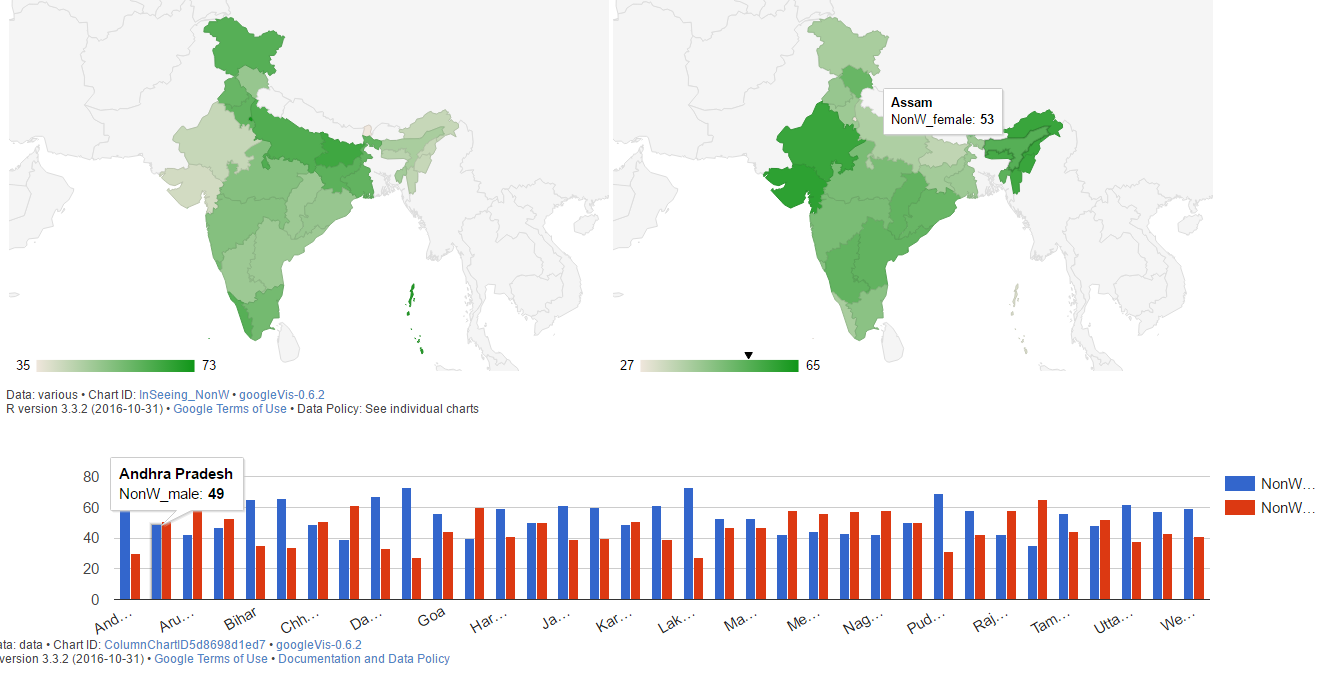 Assam
NonW_female: 53
35 73
27 65
Data: various • Chart ID: InSeeing_NonW • googleVis-0.6.2
R version 3.3.2 (2016-10-31) • Google Terms of Use • Data Policy: See individual charts
Andhra Pradesh
NonW_male: 49
80
60
40
20
0
NonW...
NonW...
And... Aru... Bihar Chh... Da... Goa Har... Ja... Kar... Lak... Ma... Me... Nag... Pud... Raj... Tam... Utta... We...
ata: data • Chart ID: ColumnChartID5d8698d1ed7 • googleVis-0.6.2
version 3.3.2 (2016-10-31) • Google Terms of Use • Documentation and Data Policy